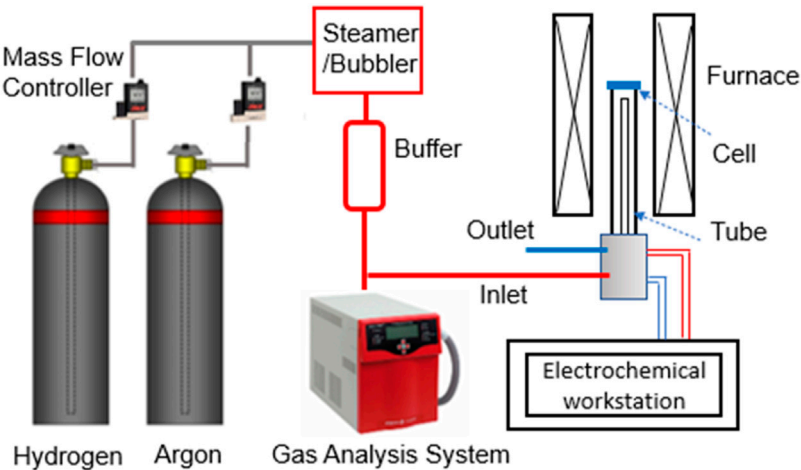 Mass Flow
Controller
Steamer
/Bubbler
Buffer
Furnace
Cell
Tube
Outlet
Inlet
Electrochemical
workstation
Hydrogen
Argon
Gas Analysis System